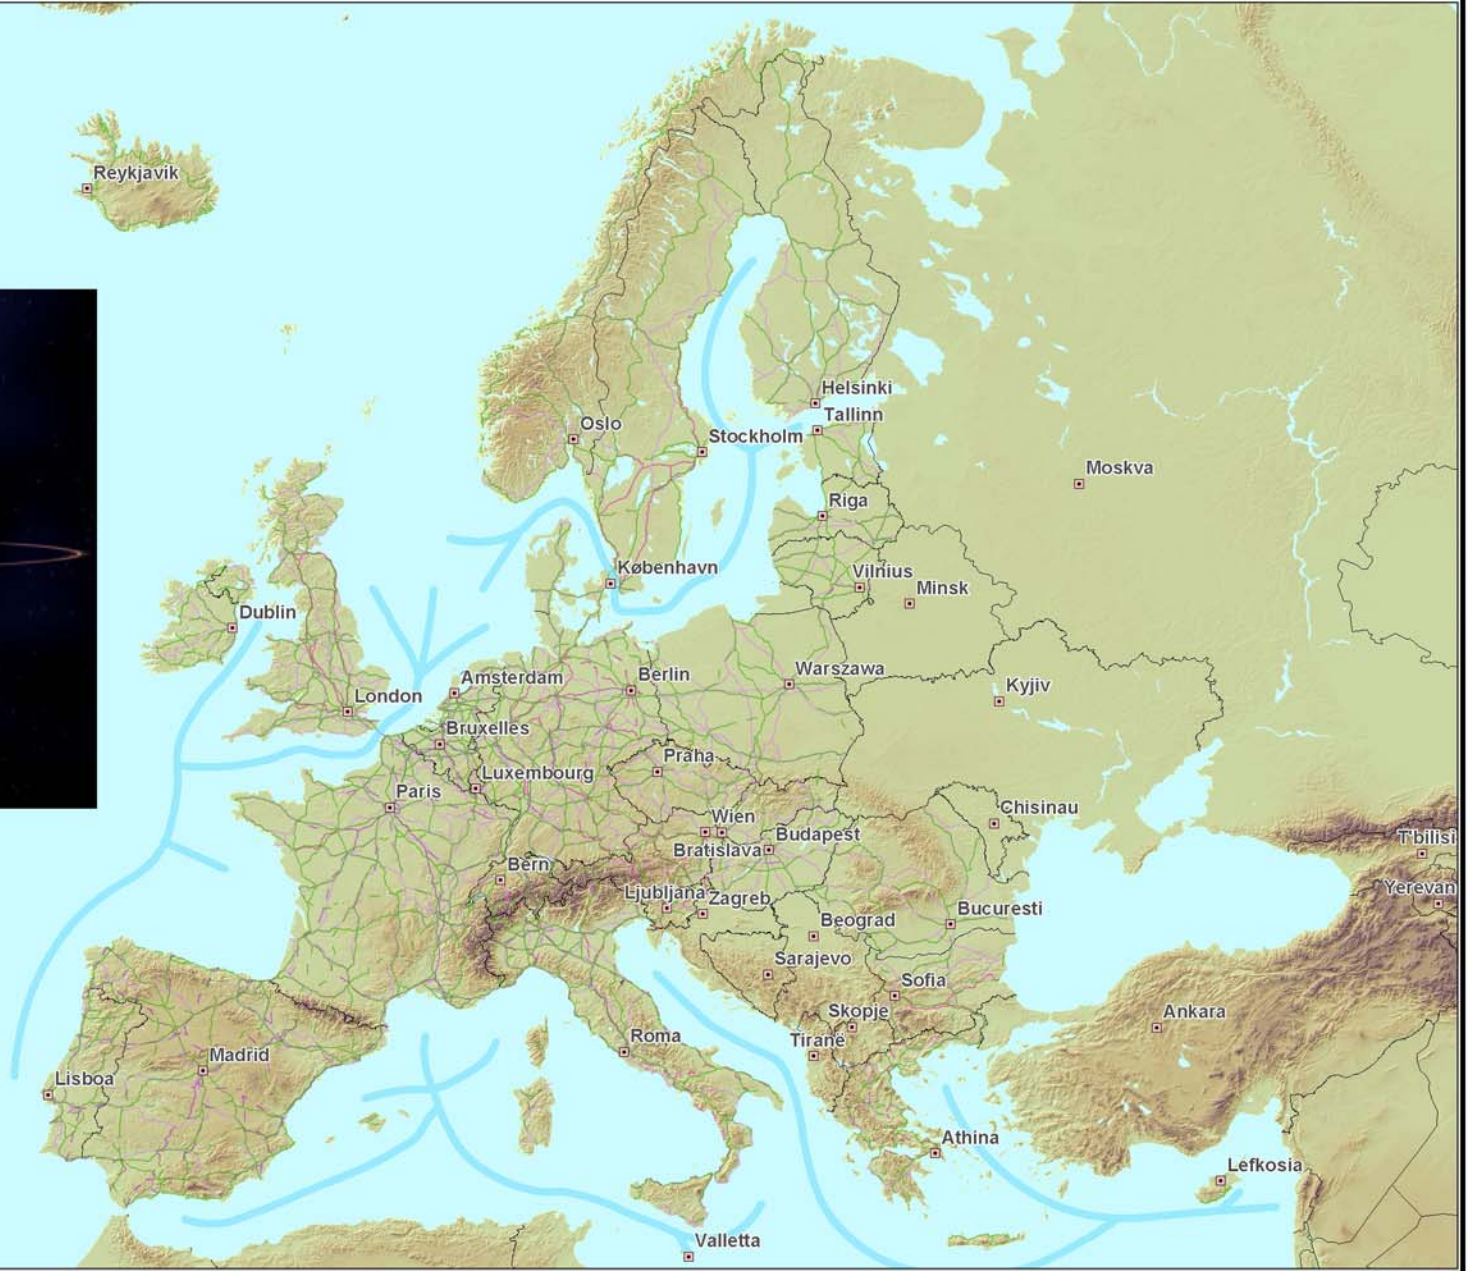 Reykjavik
Helsinki
Tallinn
Oslo
Stockholm
Moskva
Riga
København
Vilnius
Minsk
Dublin
Amsterdam
Berlin
Warszawa
London
Kyjiv
Bruxelles
Praha
Luxembourg
Paris
Chisinau
Wien
Budapest
T'bilisi
Bratislava
Bern
Yerevan
Ljubljana
Zagreb
Beograd
Bucuresti
Sarajevo
Sofia
Skopje
Ankara
Roma
Tiranë
Madrid
Lisboa
Athina
Lefkosia
Valletta